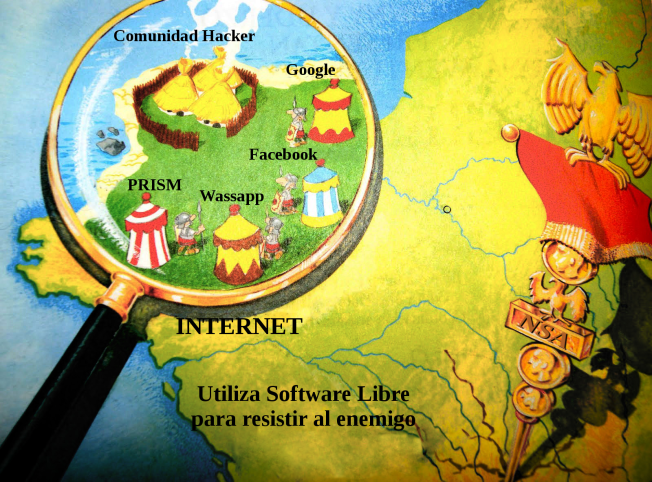 Comunidad Hacker
Google
Facebook
PRISM
Wassapp
INTERNET
NSA
Utiliza Software Libre
para resistir al enemigo